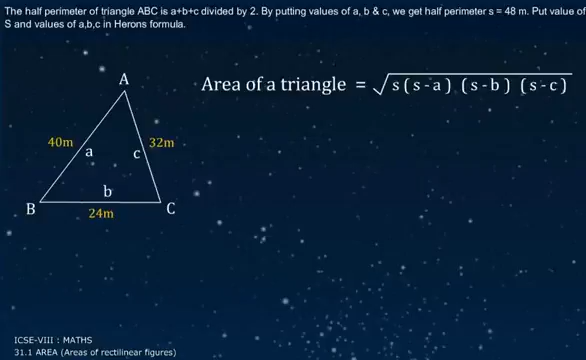 The half perimeter of triangle ABC is a+b+c divided by 2. By putting values of a, b & c, we get half perimeter s = 48 m. Put value of
S and values of a,b,c in Herons formula.
Area of a triangle = √s(s-a) (s-b) (s-c)
A
40m
32m
a
c
b
B
C
24m
ICSE-VIII : MATHS
31.1 AREA (Areas of rectilinear figures)